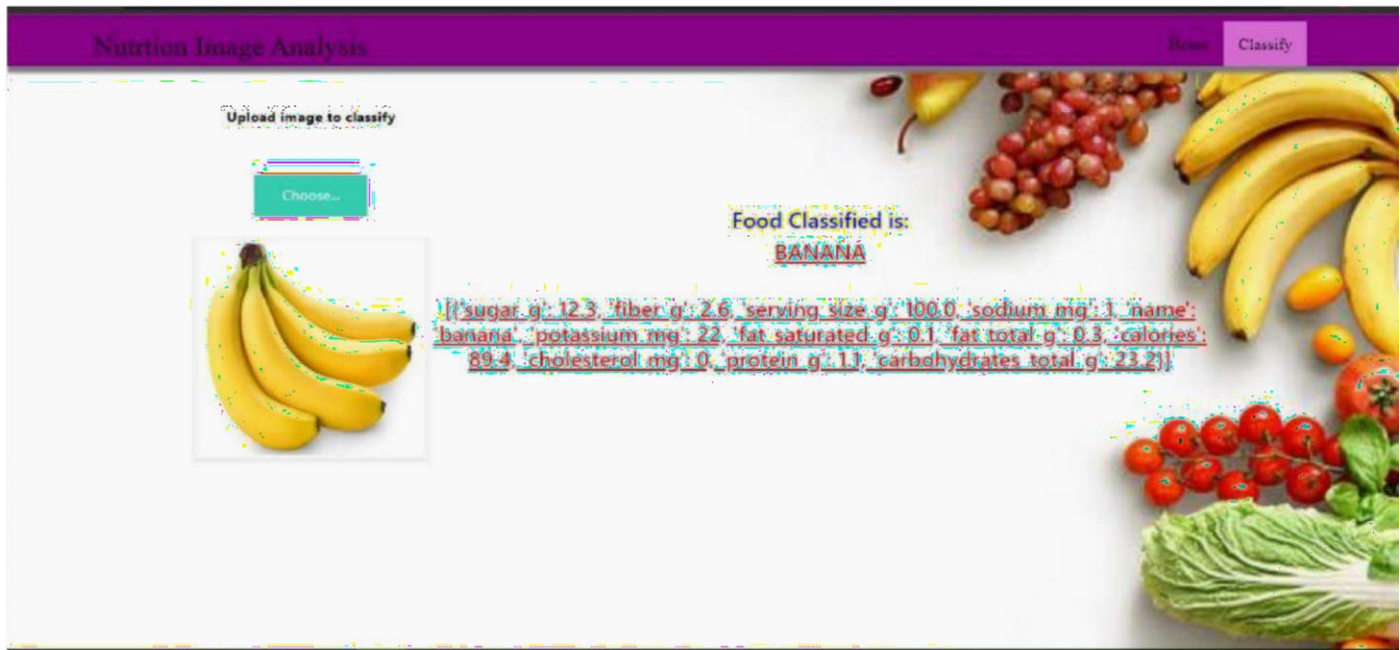 Nutrtion Image Analysis
Home
Classify
Upload image to classify
Choose...
Food Classified is:
BANANA
[{'sugar_g': 12.3, 'fiber_g': 2.6, 'serving_size_g': 100.0, 'sodium_mg': 1, 'name':
'banana', 'potassium_mg': 22, 'fat_saturated_g': 0.1, 'fat_total_g': 0.3, 'calories':
89.4, 'cholesterol_mg': 0, 'protein_g': 1.1, 'carbohydrates_total_g': 23.2}]